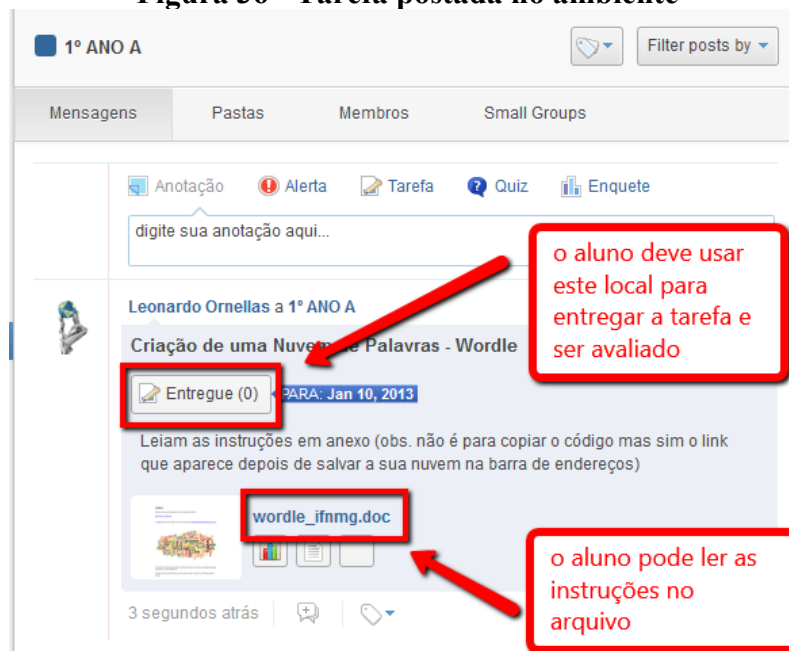 Figura 36 - Tarefa postada no ambiente
1º ANO A
Filter posts by
Mensagens Pastas Membros Small Groups
Anotação Alerta Tarefa Quiz Enquete
digite sua anotação aqui...
o aluno deve usar
este local para
entregar a tarefa e
ser avaliado
Leonardo Ornellas a 1º ANO A
Criação de uma Nuvem de Palavras - Wordle
Entregue (0) PARA: Jan 10, 2013
Leiam as instruções em anexo (obs. não é para copiar o código mas sim o link
que aparece depois de salvar a sua nuvem na barra de endereços)
wordle_ifnmg.doc
o aluno pode ler as
instruções no
arquivo
3 segundos atrás